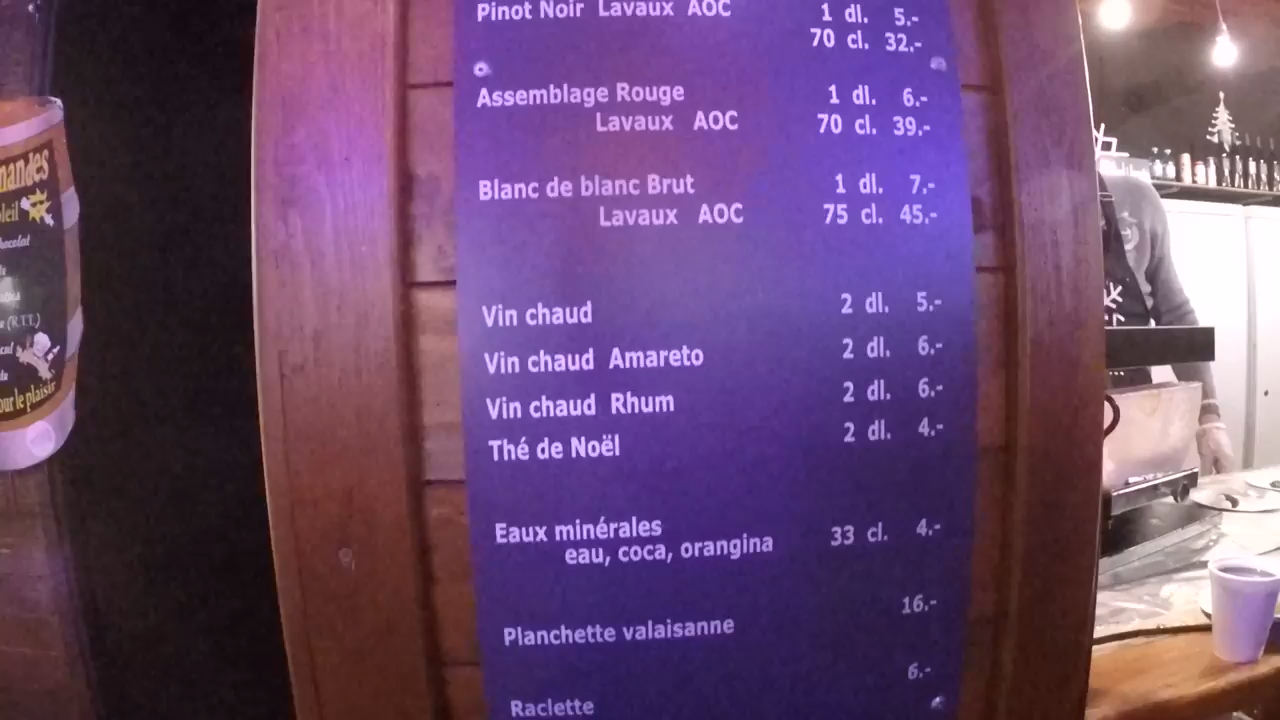 Pinot Noir Lavaux AOC 1 dl. 5.-
70 cl. 32.-
Assemblage Rouge 1 dl. 6.-
Lavaux AOC 70 cl. 39.-
Blanc de blanc Brut 1 dl. 7.-
Lavaux AOC 75 cl. 45.-
Vin chaud 2 dl. 5.-
Vin chaud Amareto 2 dl. 6.-
Vin chaud Rhum 2 dl. 6.-
Thé de Noël 2 dl. 4.-
Eaux minérales 33 cl. 4.-
eau, coca, orangina
Planchette valaisanne 16.-
Raclette 6.-
(R.T.T.)
le plaisir